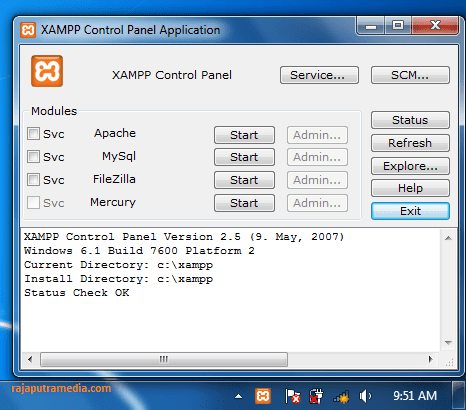 XAMPP Control Panel Application
XAMPP Control Panel
Service...
SCM...
Modules
Svc Apache Start Admin...
Svc MySql Start Admin...
Svc FileZilla Start Admin...
Svc Mercury Start Admin...
Status
Refresh
Explore...
Help
Exit
XAMPP Control Panel Version 2.5 (9. May, 2007)
Windows 6.1 Build 7600 Platform 2
Current Directory: c:\xampp
Install Directory: c:\xampp
Status Check OK
rajaputramedia.com
9:51 AM